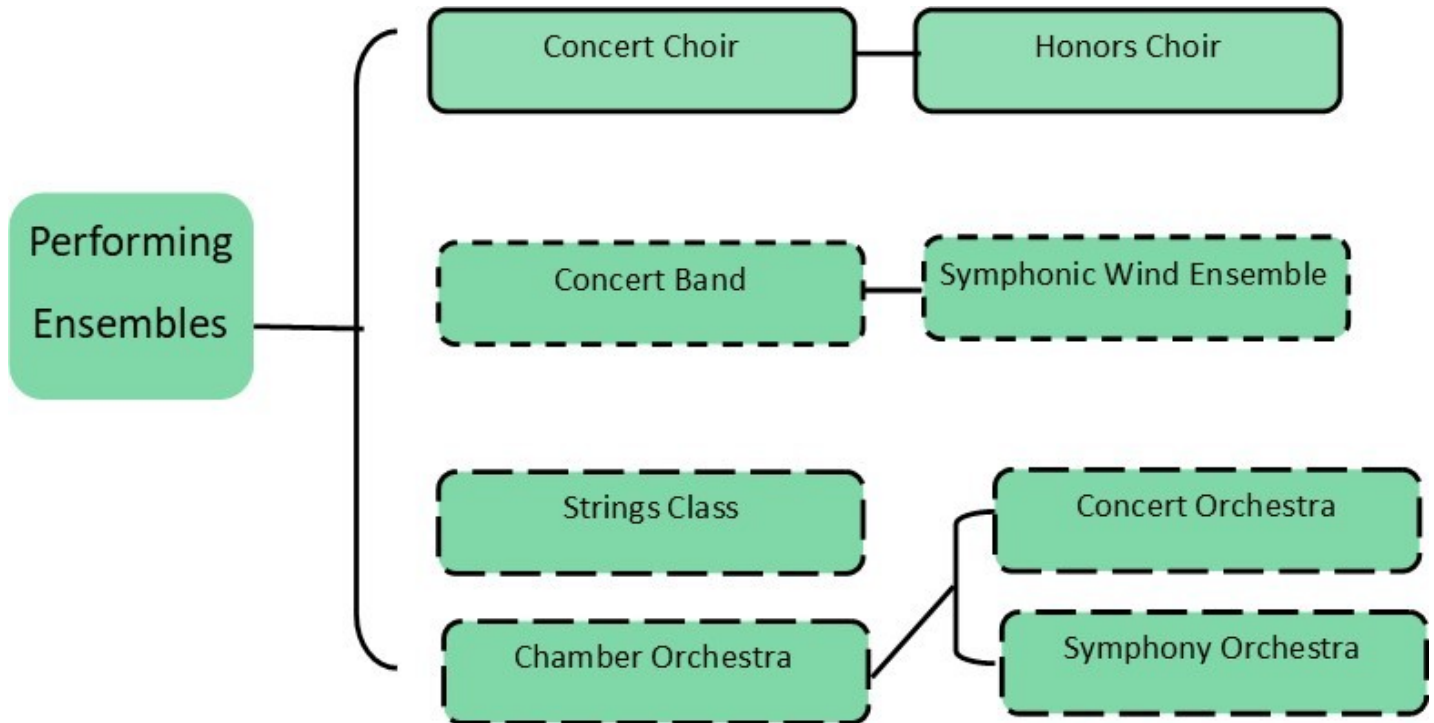 Performing
Ensembles
Concert Choir
Honors Choir
Concert Band
Symphonic Wind Ensemble
Strings Class
Chamber Orchestra
Concert Orchestra
Symphony Orchestra